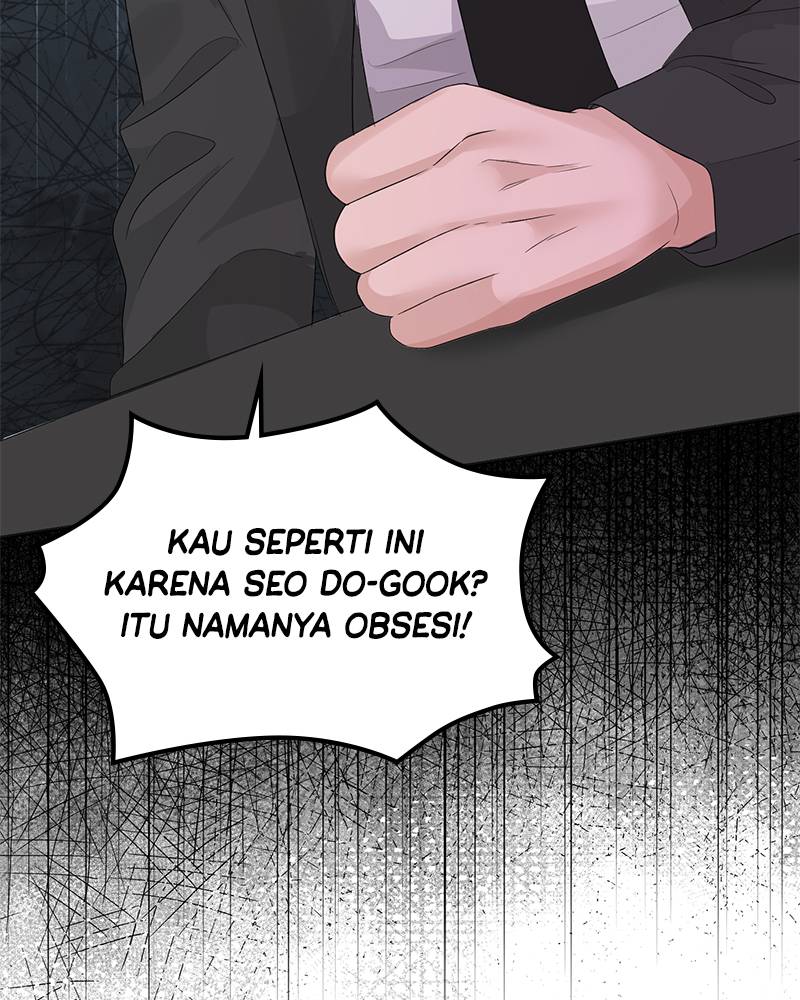 KAU SEPERTI INI
KARENA SEO DO-GOOK?
ITU NAMANYA OBSESI!